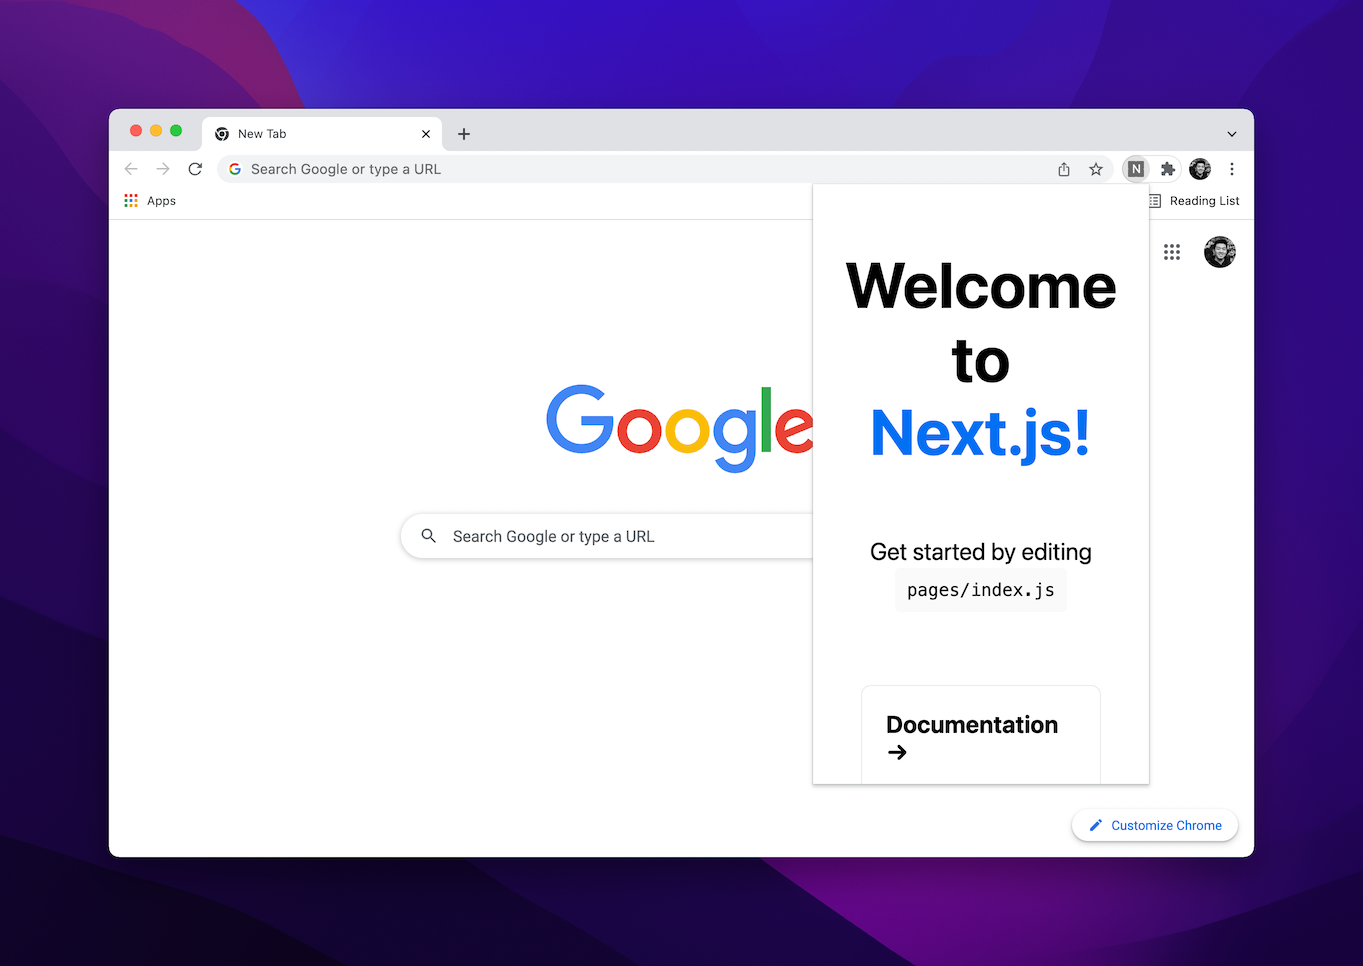 New Tab
Search Google or type a URL
N
Apps
Reading List
Google
Search Google or type a URL
Welcome
to
Next.js!
Get started by editing
pages/index.js
Documentation
→
Customize Chrome